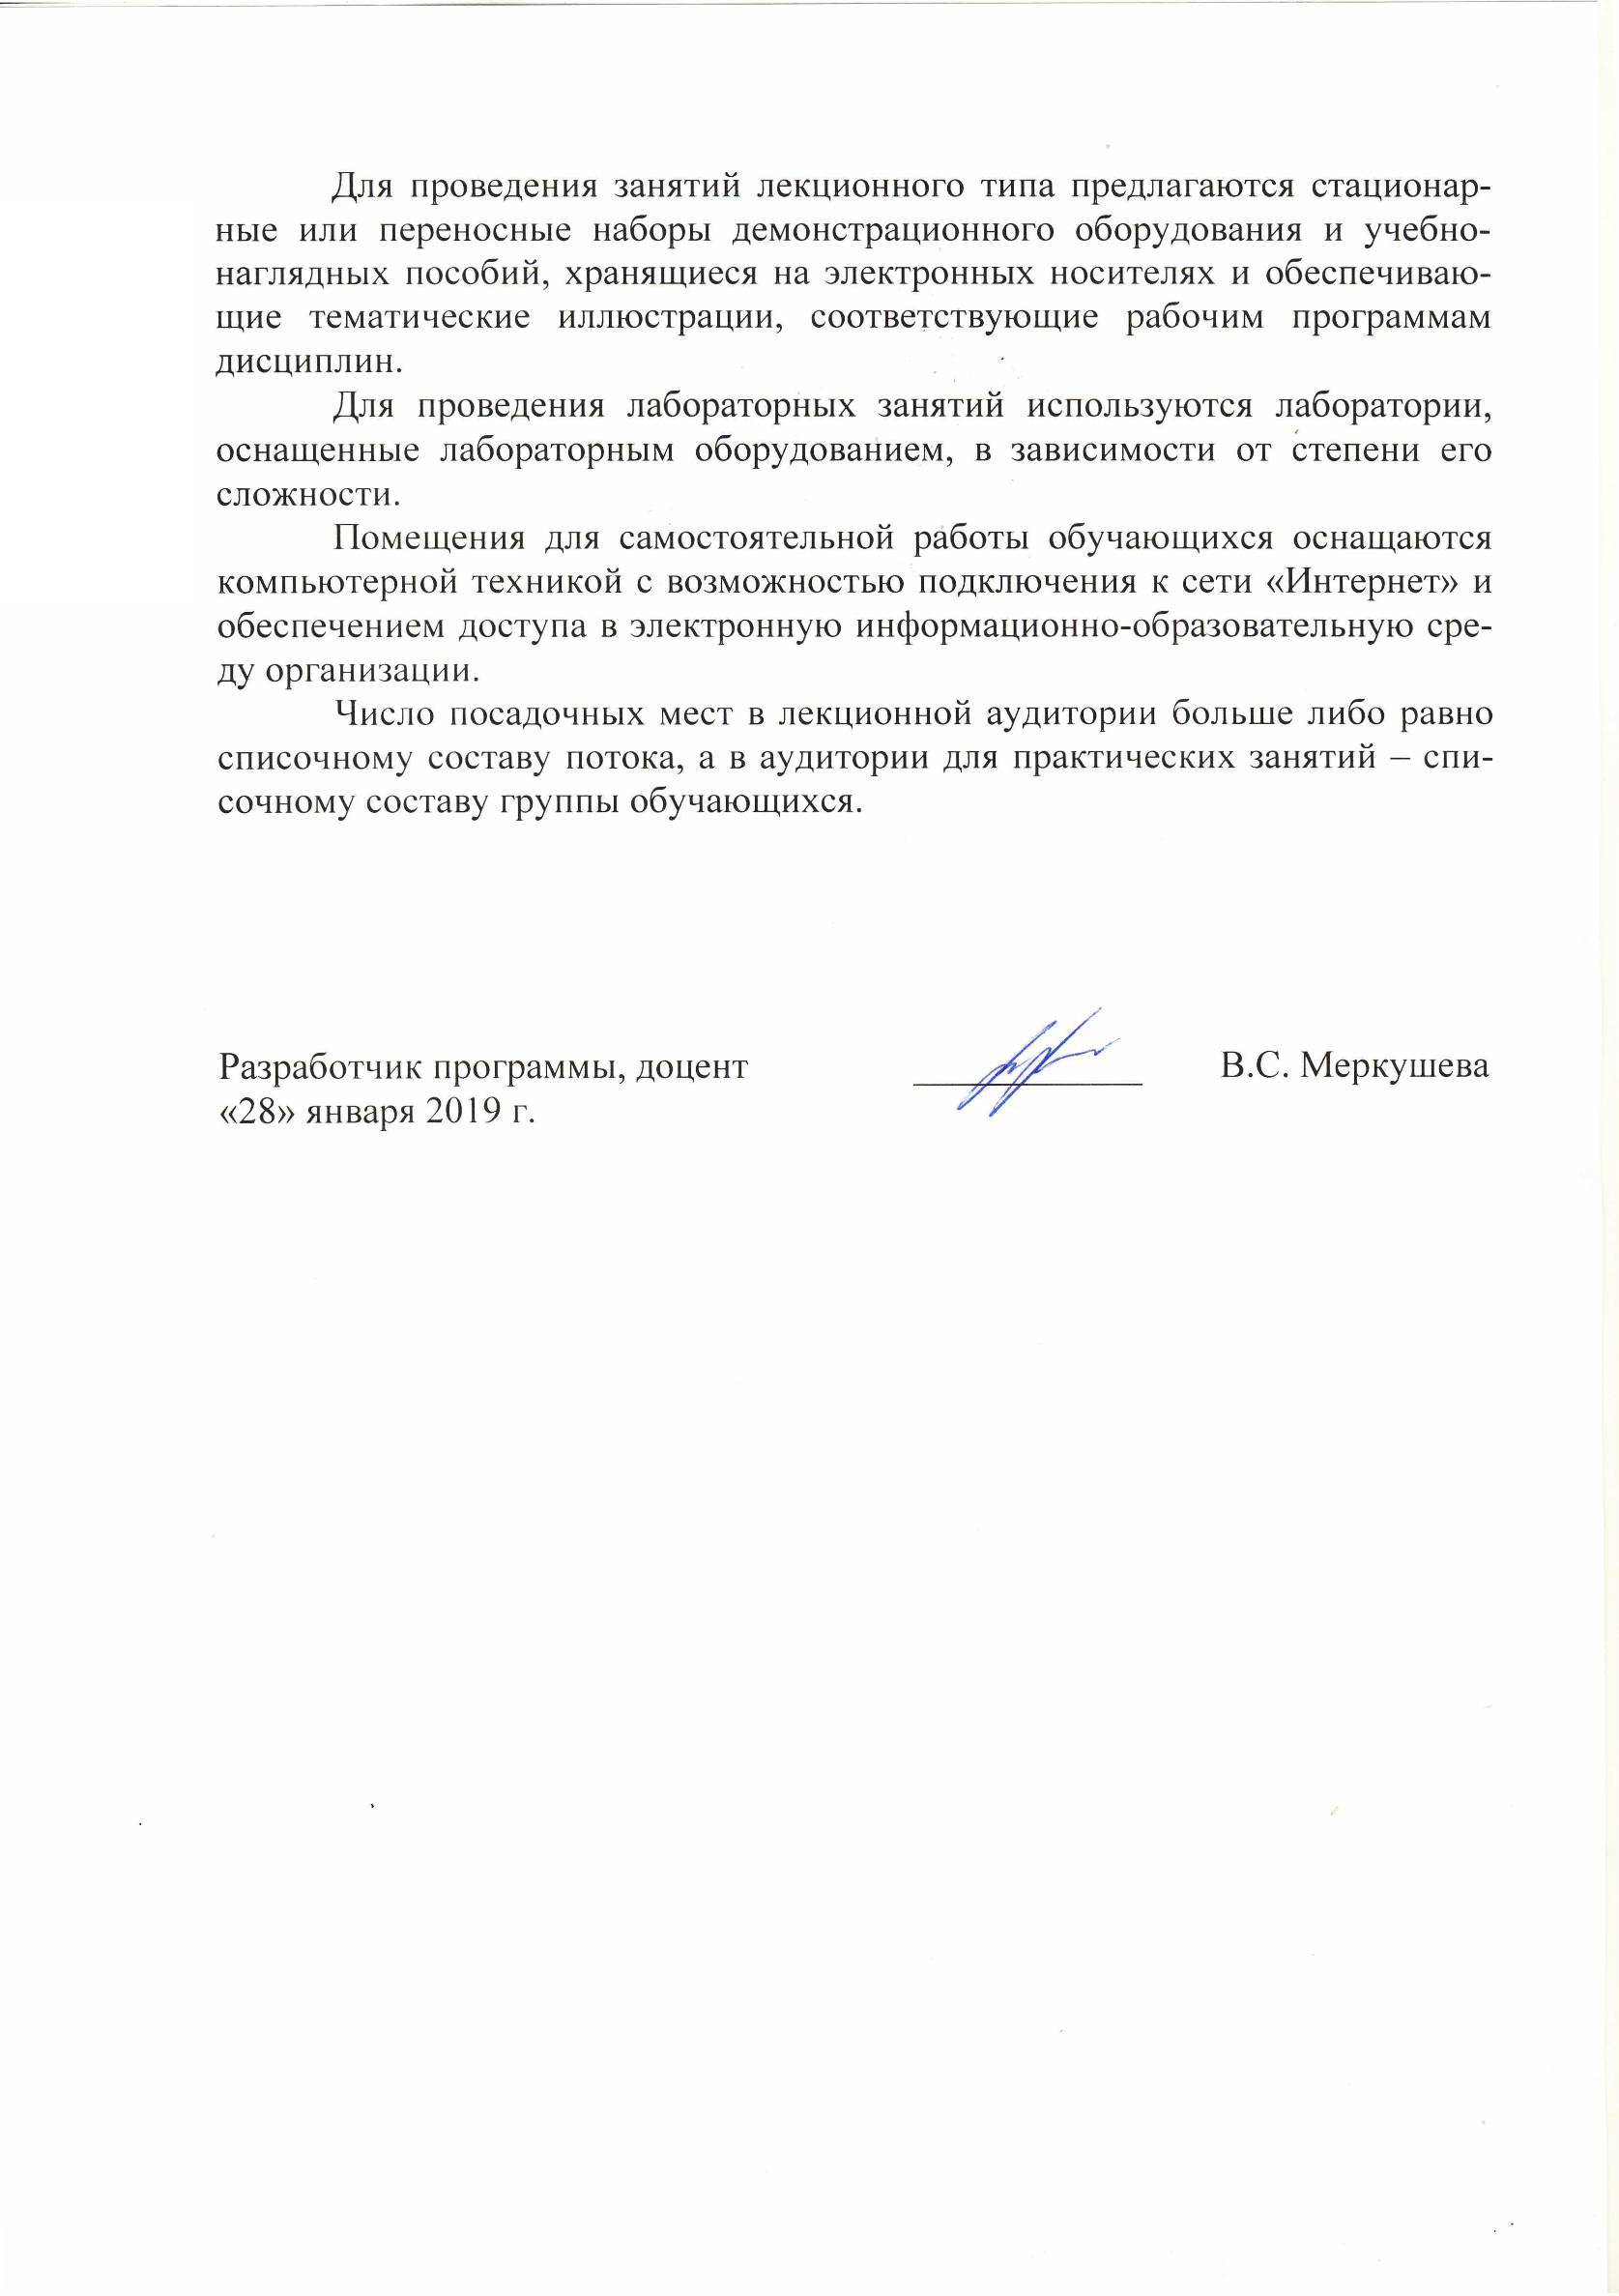 Для проведения занятий лекционного типа предлагаются стационар-
ные или переносные наборы демонстрационного оборудования и учебно-
наглядных пособий, хранящиеся на электронных носителях и обеспечиваю-
щие тематические иллюстрации, соответствующие рабочим программам
дисциплин.
Для проведения лабораторных занятий используются лаборатории,
оснащенные лабораторным оборудованием, в зависимости от степени его
сложности.
Помещения для самостоятельной работы обучающихся оснащаются
компьютерной техникой с возможностью подключения к сети «Интернет» и
обеспечением доступа в электронную информационно-образовательную сре-
ду организации.
Число посадочных мест в лекционной аудитории больше либо равно
списочному составу потока, а в аудитории для практических занятий – спи-
сочному составу группы обучающихся.
Разработчик программы, доцент В.С. Меркушева
«28» января 2019 г.